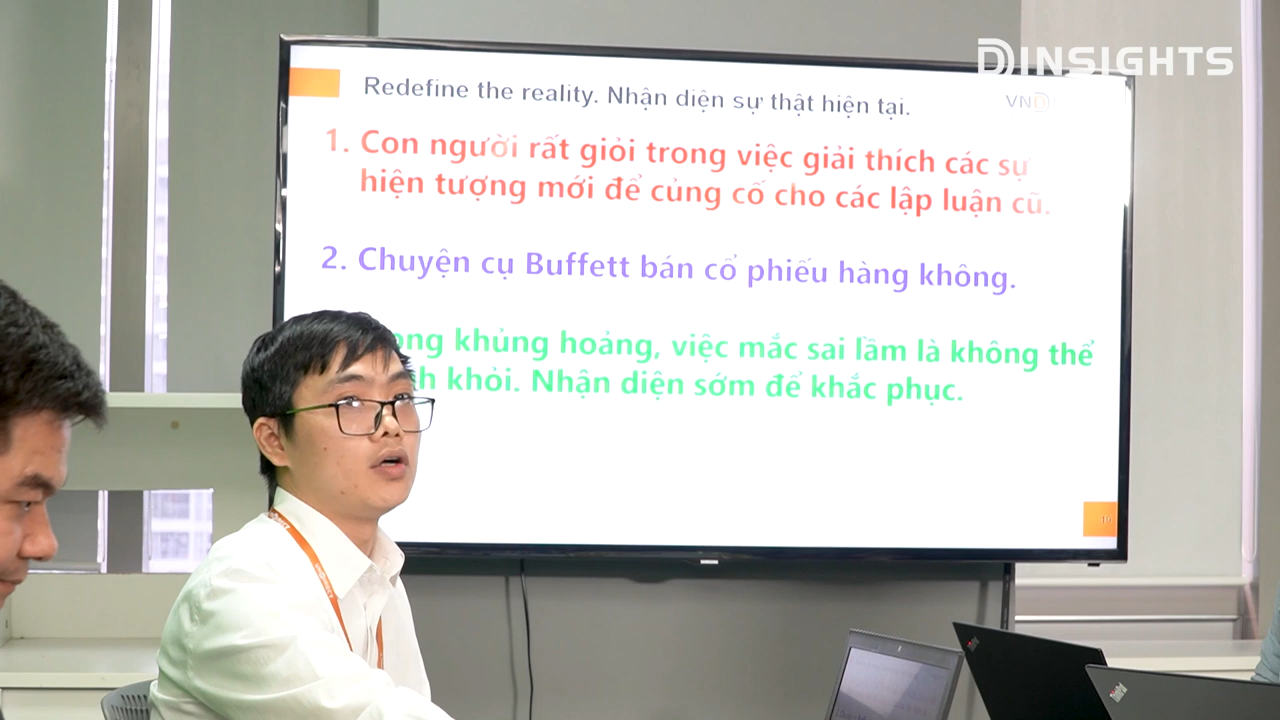 DINSIGHTS
Redefine the reality. Nhận diện sự thật hiện tại.
VND
1. Con người rất giỏi trong việc giải thích các sự
hiện tượng mới để củng cố cho các lập luận cũ.
2. Chuyện cụ Buffett bán cổ phiếu hàng không.
khủng hoảng, việc mắc sai lầm là không thể
khỏi. Nhận diện sớm để khắc phục.
ThinkPad